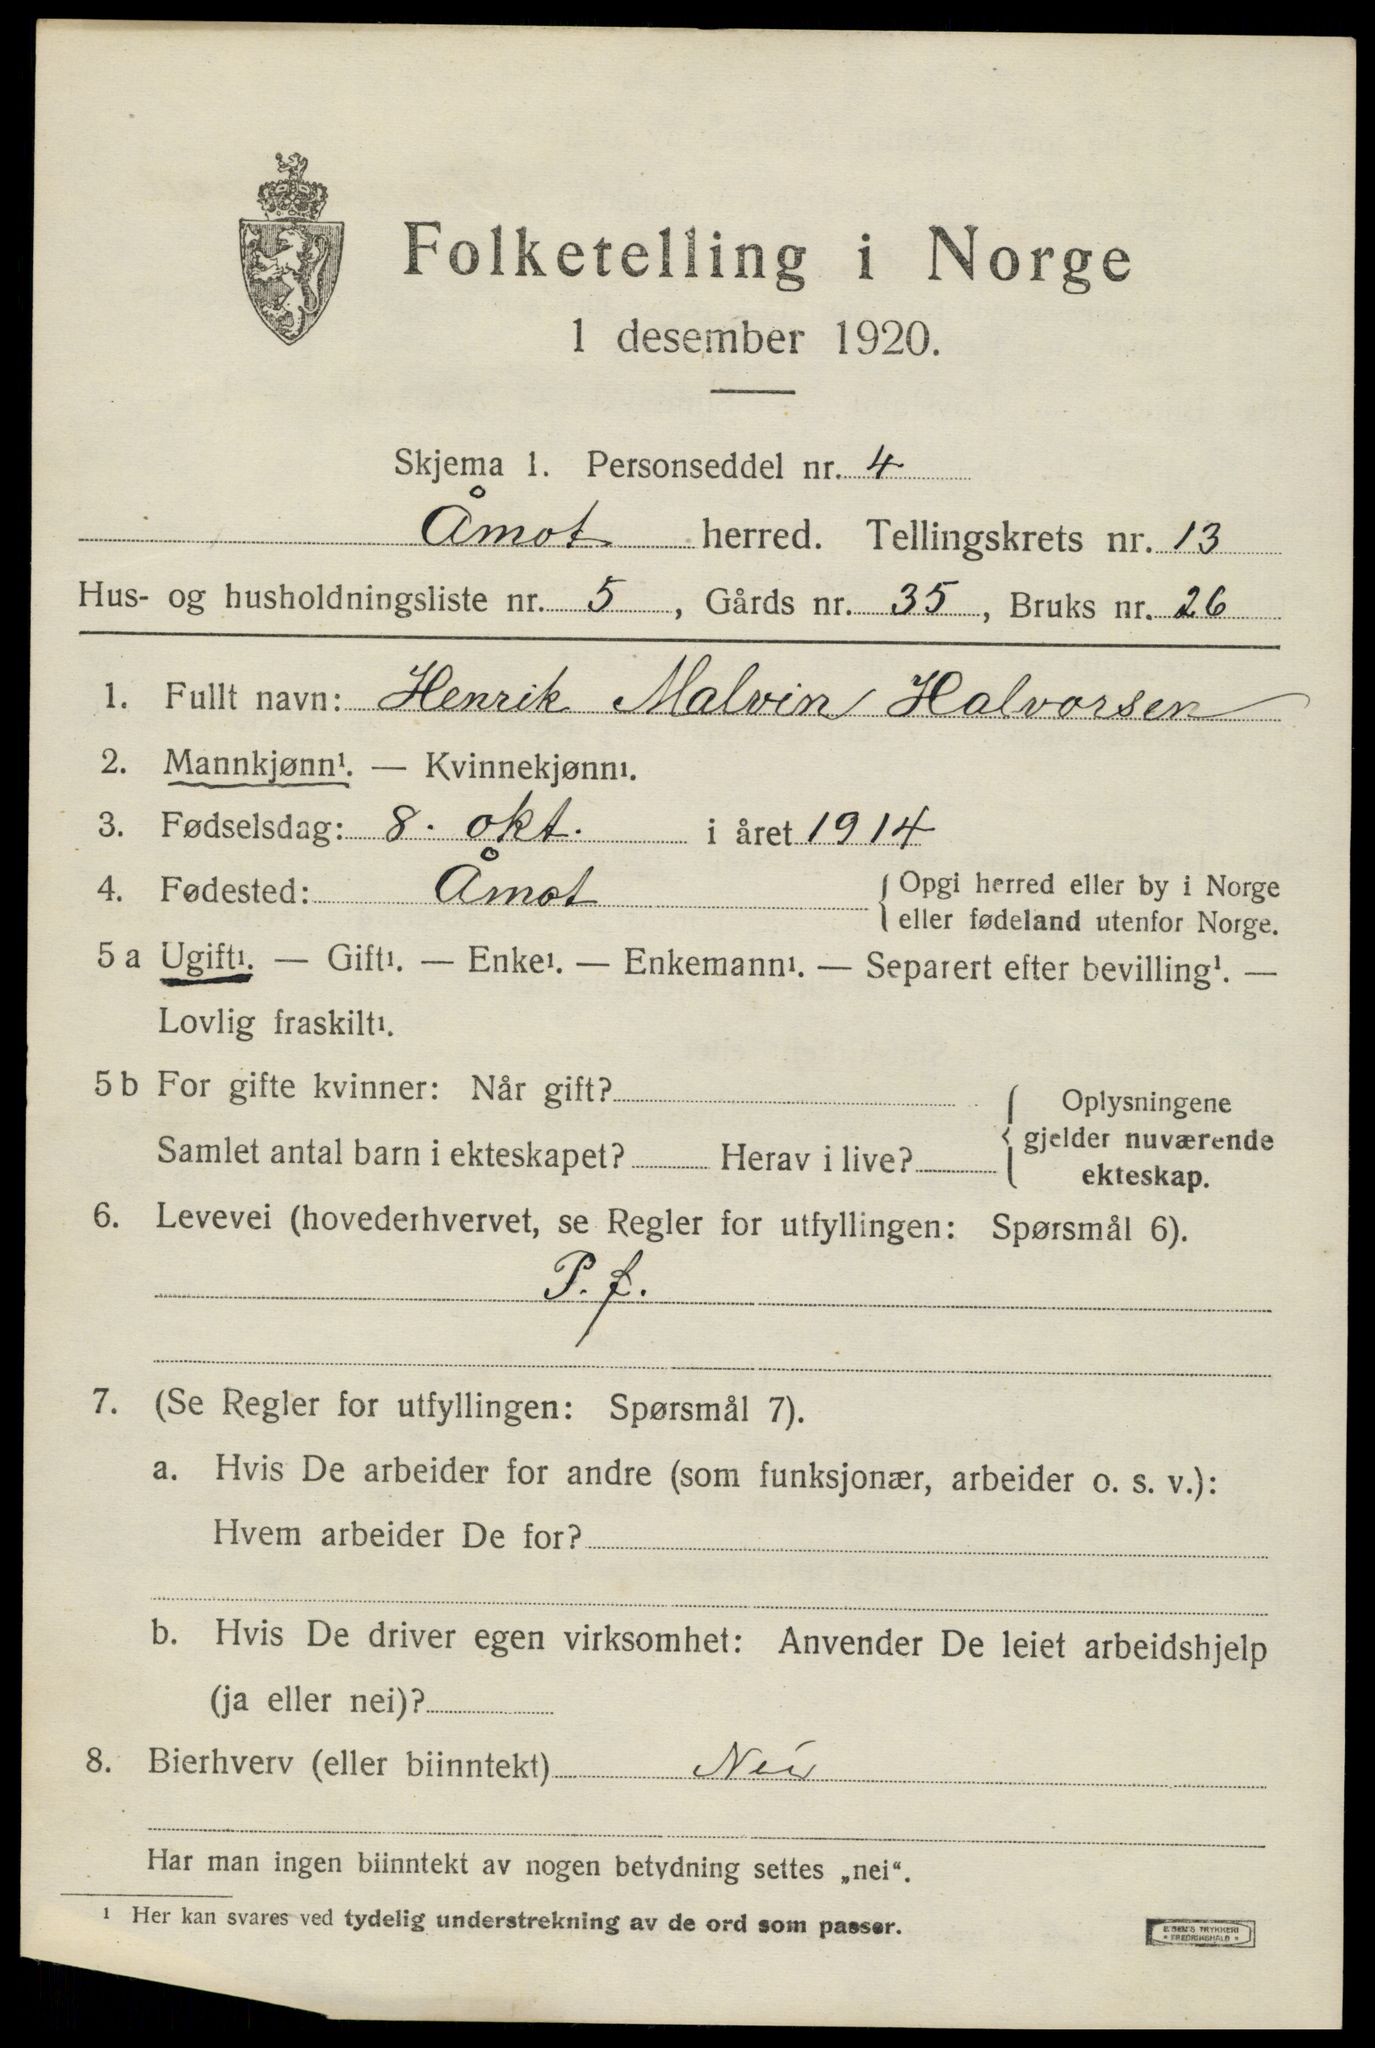 Folketelling i Norge
1 desember 1920.
Skjema 1. Personseddel nr. 4
Åmot herred. Tellingskrets nr. 13
Hus- og husholdningsliste nr. 5, Gårds nr. 35, Bruks nr. 26
1. Fullt navn: Henrik Malvin Halvorsen
2. Mannkjønn¹. — Kvinnekjønn¹.
3. Fødselsdag: 8. okt. i året 1914
4. Fødested: Åmot { Opgi herred eller by i Norge
eller fødeland utenfor Norge.
5 a Ugift¹. — Gift¹. — Enke¹. — Enkemann¹. — Separert efter bevilling¹. —
Lovlig fraskilt¹.
5 b For gifte kvinner: Når gift?
Samlet antal barn i ekteskapet? Herav i live?
{ Oplysningene
gjelder nuværende
ekteskap.
6. Levevei (hovederhvervet, se Regler for utfyllingen: Spørsmål 6).
P. f.
7. (Se Regler for utfyllingen: Spørsmål 7).
a. Hvis De arbeider for andre (som funksjonær, arbeider o. s. v.):
Hvem arbeider De for?
b. Hvis De driver egen virksomhet: Anvender De leiet arbeidshjelp
(ja eller nei)?
8. Bierhverv (eller biinntekt) Nei
Har man ingen biinntekt av nogen betydning settes „nei“.
¹ Her kan svares ved tydelig understrekning av de ord som passer.
TRYKKERI
* FREDRIKSHALD *